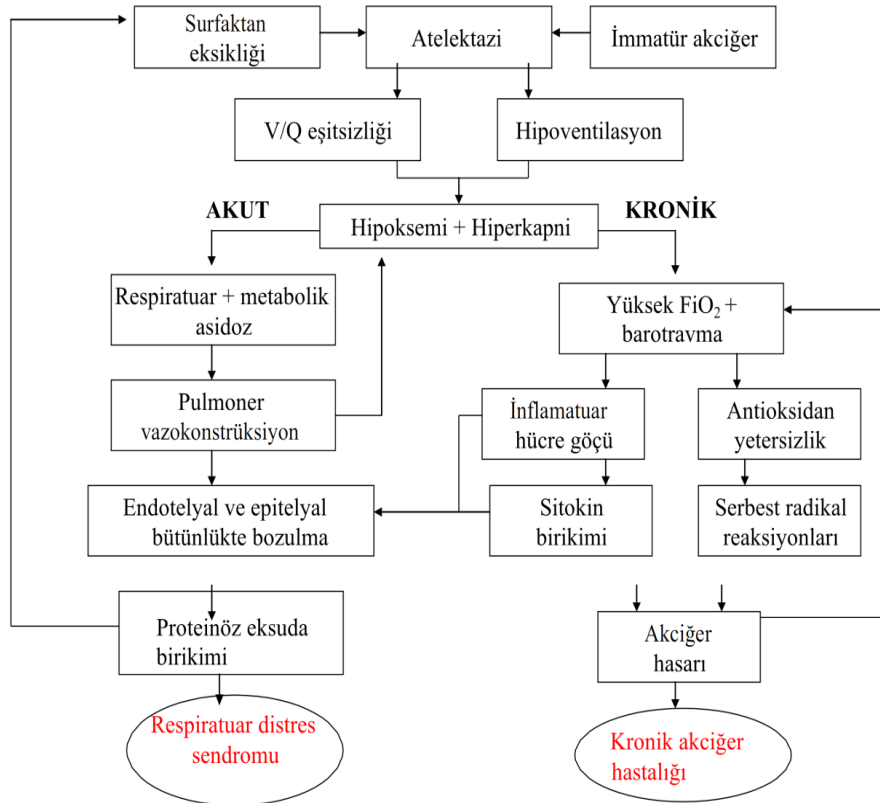 Surfaktan
eksikliği
Atelektazi
İmmatür akciğer
V/Q eşitsizliği
Hipoventilasyon
AKUT
KRONİK
Hipoksemi + Hiperkapni
Respiratuar + metabolik
asidoz
Yüksek FiO₂ +
barotravma
Pulmoner
vazokonstrüksiyon
İnflamatuar
hücre göçü
Antioksidan
yetersizlik
Endotelyal ve epitelyal
bütünlükte bozulma
Sitokin
birikimi
Serbest radikal
reaksiyonları
Proteinöz eksuda
birikimi
Akciğer
hasarı
Respiratuar distres
sendromu
Kronik akciğer
hastalığı